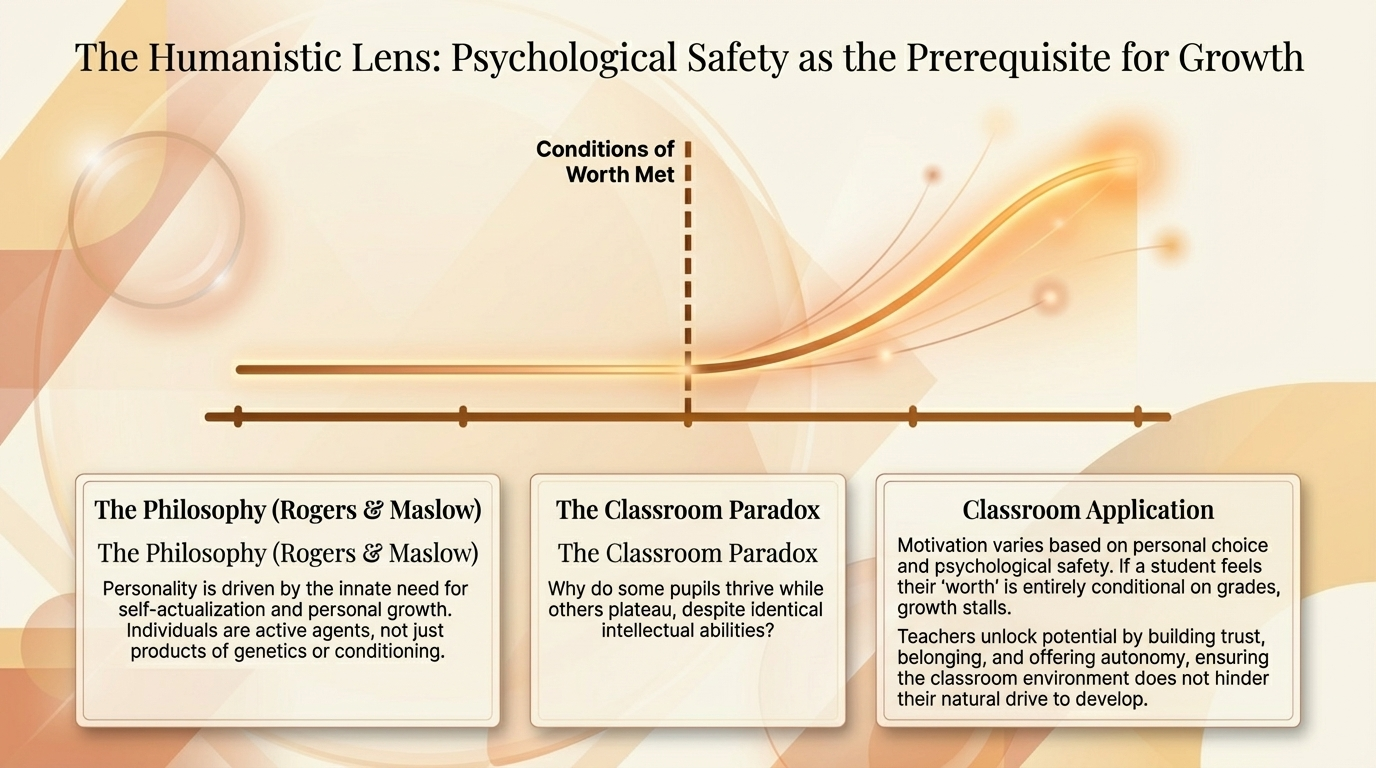 The Humanistic Lens: Psychological Safety as the Prerequisite for Growth
Conditions of
Worth Met
The Philosophy (Rogers & Maslow)
The Philosophy (Rogers & Maslow)
Personality is driven by the innate need for
self-actualization and personal growth.
Individuals are active agents, not just
products of genetics or conditioning.
The Classroom Paradox
The Classroom Paradox
Why do some pupils thrive while
others plateau, despite identical
intellectual abilities?
Classroom Application
Motivation varies based on personal choice
and psychological safety. If a student feels
their ‘worth’ is entirely conditional on grades,
growth stalls.
Teachers unlock potential by building trust,
belonging, and offering autonomy, ensuring
the classroom environment does not hinder
their natural drive to develop.